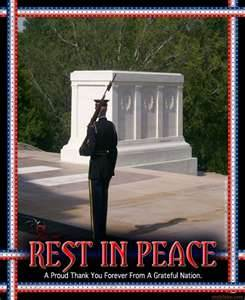 REST IN PEACE
A Proud Thank You Forever From A Grateful Nation.